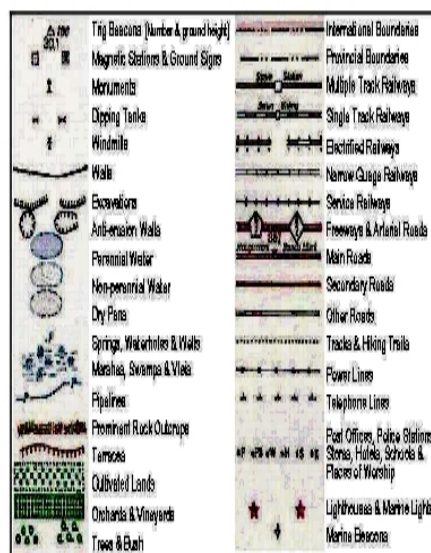 Trig Beacons (Number & ground height)
Magnetic Stations & Ground Signs
Monuments
Dipping Tanks
Windmills
Walls
Excavations
Anti-erosion Walls
Perennial Water
Non-perennial Water
Dry Pans
Springs, Waterholes & Wells
Marshes, Swamps & Vleis
Pipelines
Prominent Rock Outcrops
Terraces
Cultivated Lands
Orchards & Vineyards
Trees & Bush
International Boundaries
Provincial Boundaries
Multiple Track Railways
Single Track Railways
Electrified Railways
Narrow Guage Railways
Service Railways
Freeways & Arterial Roads
Main Roads
Secondary Roads
Other Roads
Tracks & Hiking Trails
Power Lines
Telephone Lines
Post Offices, Police Stations
Stores, Hotels, Schools &
Places of Worship
Lighthouses & Marine Lights
Marine Beacons